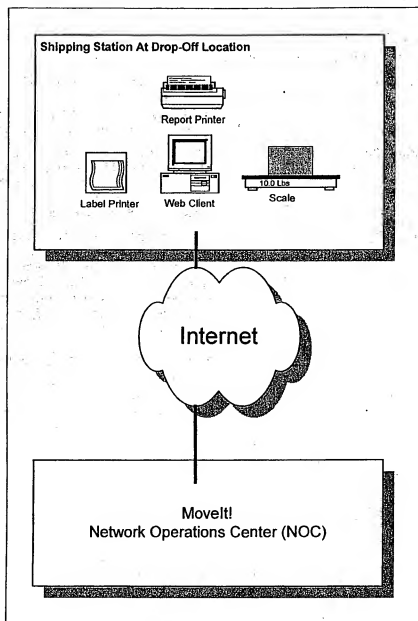 Shipping Station At Drop-Off Location
Report Printer
Label Printer
Web Client
10.0 Lbs
Scale
Internet
MoveIt!
Network Operations Center (NOC)